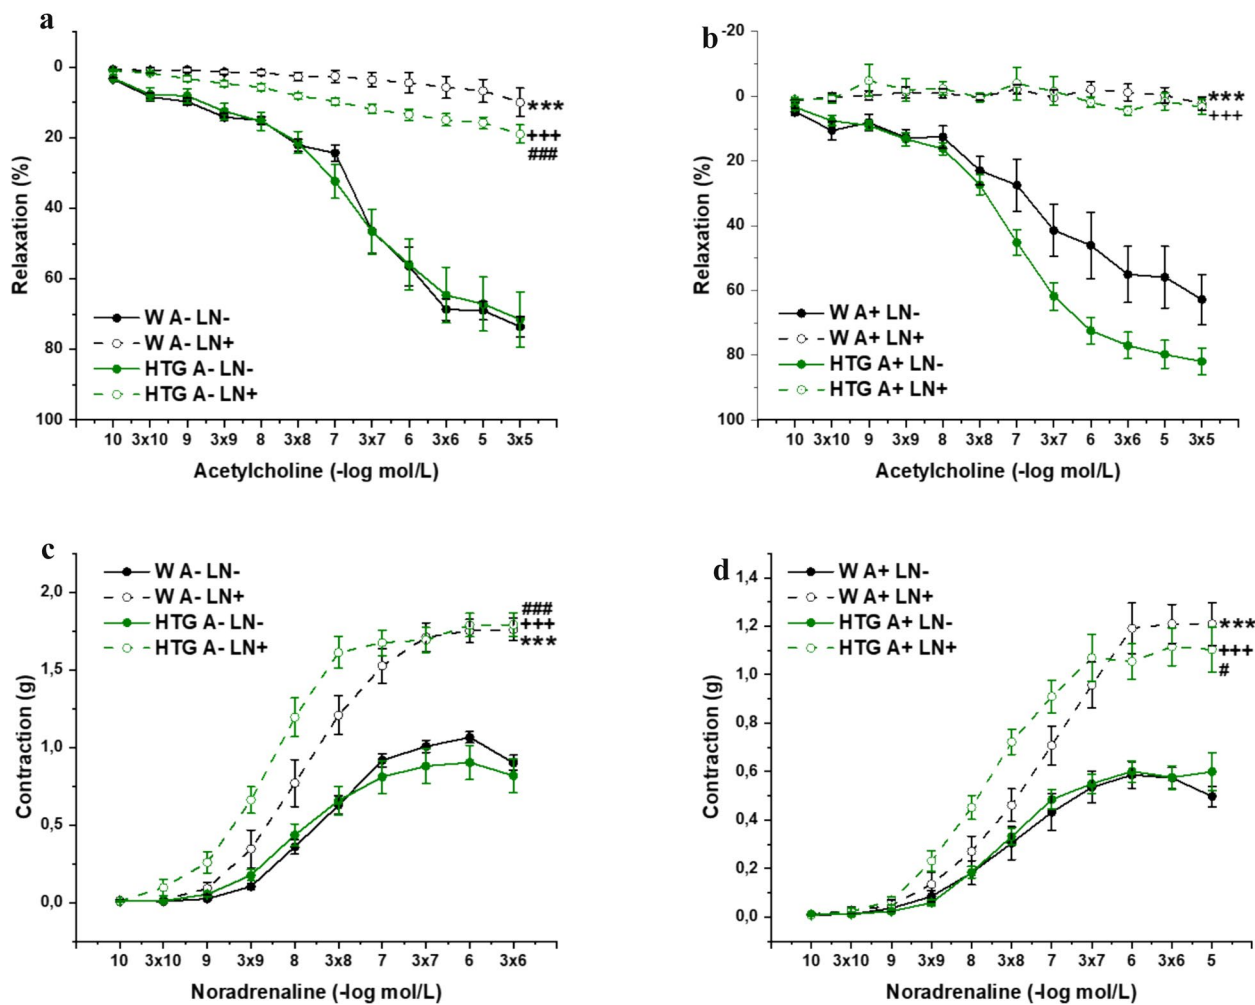 a
0
20
40
60
80
100
Relaxation (%)
***
+++
###
W A- LN-
W A- LN+
HTG A- LN-
HTG A- LN+
10 3x10 9 3x9 8 3x8 7 3x7 6 3x6 5 3x5
Acetylcholine (-log mol/L)
b
-20
0
20
40
60
80
100
Relaxation (%)
***
+++
W A+ LN-
W A+ LN+
HTG A+ LN-
HTG A+ LN+
10 3x10 9 3x9 8 3x8 7 3x7 6 3x6 5 3x5
Acetylcholine (-log mol/L)
c
W A- LN-
W A- LN+
HTG A- LN-
HTG A- LN+
2,0
1,5
1,0
0,5
0,0
Contraction (g)
###
+++
***
10 3x10 9 3x9 8 3x8 7 3x7 6 3x6
Noradrenaline (-log mol/L)
d
W A+ LN-
W A+ LN+
HTG A+ LN-
HTG A+ LN+
1,4
1,2
1,0
0,8
0,6
0,4
0,2
0,0
Contraction (g)
***
+++
#
10 3x10 9 3x9 8 3x8 7 3x7 6 3x6 5
Noradrenaline (-log mol/L)